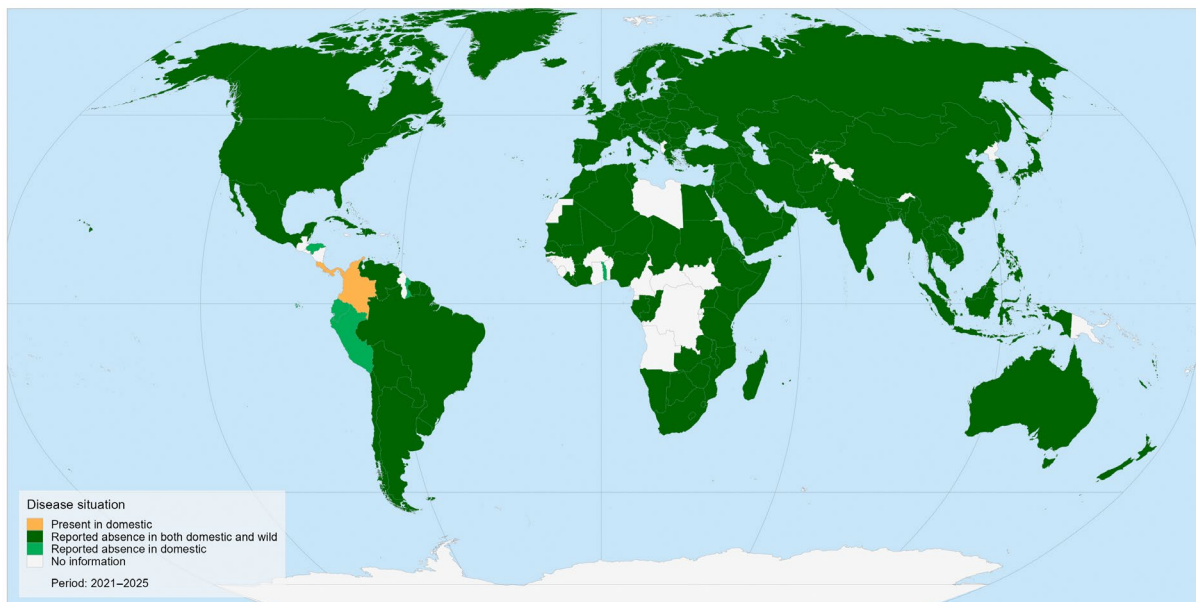 Disease situation
Present in domestic
Reported absence in both domestic and wild
Reported absence in domestic
No information
Period: 2021–2025